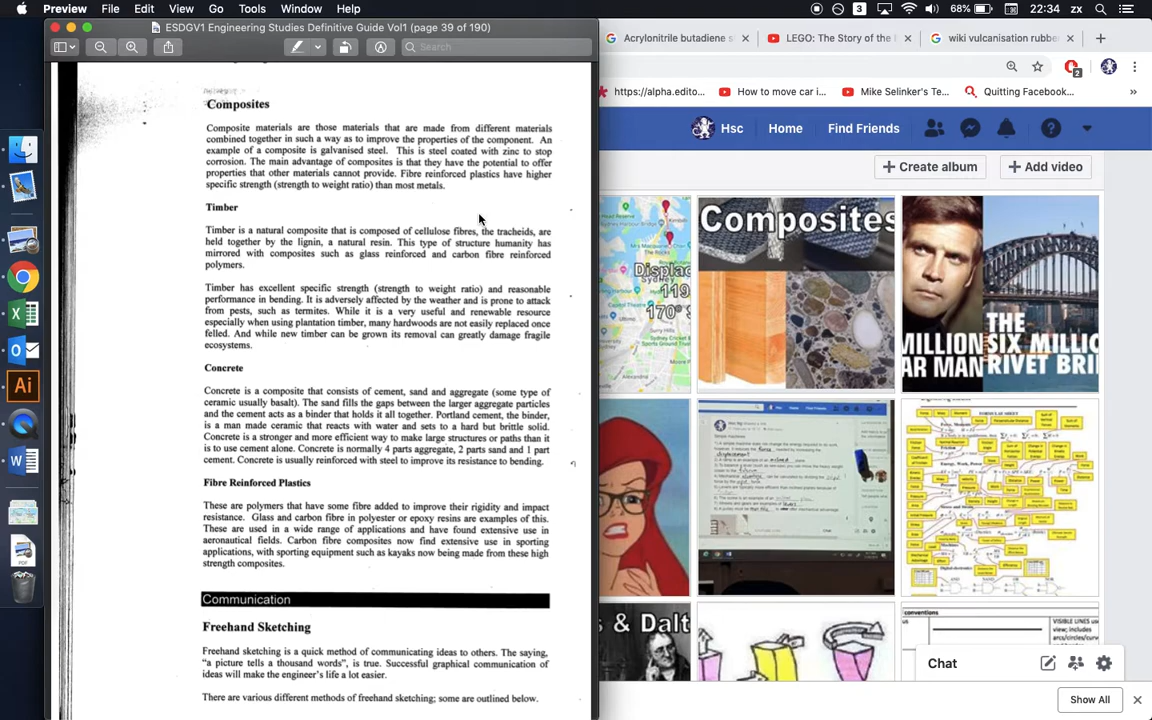 Preview File Edit View Go Tools Window Help
3 68% 22:34 zx
ESDGV1 Engineering Studies Definitive Guide Vol1 (page 39 of 190)
Search
Acrylonitrile butadiene s
LEGO: The Story of the
wiki vulcanisation rubbe
2
https://alpha.edito...
How to move car i...
Mike Selinker's Te...
Quitting Facebook...
»
Hsc Home Find Friends
Create album
Add video
Composites
Composite materials are those materials that are made from different materials
combined together in such a way as to improve the properties of the component. An
example of a composite is galvanised steel. This is steel coated with zinc to stop
corrosion. The main advantage of composites is that they have the potential to offer
properties that other materials cannot provide. Fibre reinforced plastics have higher
specific strength (strength to weight ratio) than most metals.
Timber
Timber is a natural composite that is composed of cellulose fibres, the tracheids, are
held together by the lignin, a natural resin. This type of structure humanity has
mirrored with composites such as glass reinforced and carbon fibre reinforced
polymers.
Timber has excellent specific strength (strength to weight ratio) and reasonable
performance in bending. It is adversely affected by the weather and is prone to attack
from pests, such as termites. While it is a very useful and renewable resource
especially when using plantation timber, many hardwoods are not easily replaced once
felled. And while new timber can be grown its removal can greatly damage fragile
ecosystems.
Concrete
Concrete is a composite that consists of cement, sand and aggregate (some type of
ceramic usually basalt). The sand fills the gaps between the larger aggregate particles
and the cement acts as a binder that holds it all together. Portland cement, the binder,
is a man made ceramic that reacts with water and sets to a hard but brittle solid.
Concrete is a stronger and more efficient way to make large structures or paths than it
is to use cement alone. Concrete is normally 4 parts aggregate, 2 parts sand and 1 part
cement. Concrete is usually reinforced with steel to improve its resistance to bending.
Fibre Reinforced Plastics
These are polymers that have some fibre added to improve their rigidity and impact
resistance. Glass and carbon fibre in polyester or epoxy resins are examples of this.
These are used in a wide range of applications and have found extensive use in
aeronautical fields. Carbon fibre composites now find extensive use in sporting
applications, with sporting equipment such as kayaks now being made from these high
strength composites.
Communication
Freehand Sketching
Freehand sketching is a quick method of communicating ideas to others. The saying,
"a picture tells a thousand words", is true. Successful graphical communication of
ideas will make the engineer's life a lot easier.
There are various different methods of freehand sketching; some are outlined below.
Displac
Sydney
119
170° S
Composites
THE
MILLION SIX MILLIO
AR MAN RIVET BRI
FORMULAE SHEET
s & Dalt
conventions
VISIBLE LINES u
view; includes
arcs/circles/curv
Chat
Show All
Ai
PDF